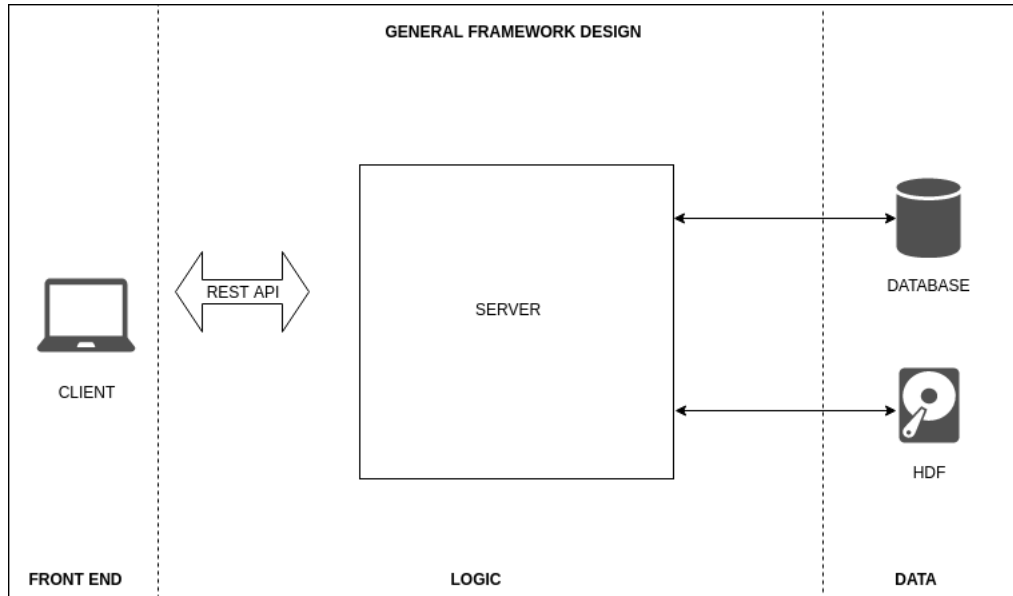 GENERAL FRAMEWORK DESIGN
REST API
SERVER
CLIENT
DATABASE
HDF
FRONT END
LOGIC
DATA